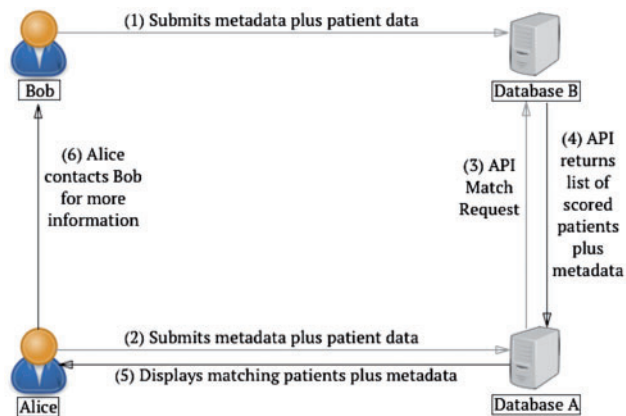 (1) Submits metadata plus patient data
Bob
Database B
(6) Alice
contacts Bob
for more
information
(3) API
Match
Request
(4) API
returns
list of
scored
patients
plus
metadata
(2) Submits metadata plus patient data
(5) Displays matching patients plus metadata
Alice
Database A